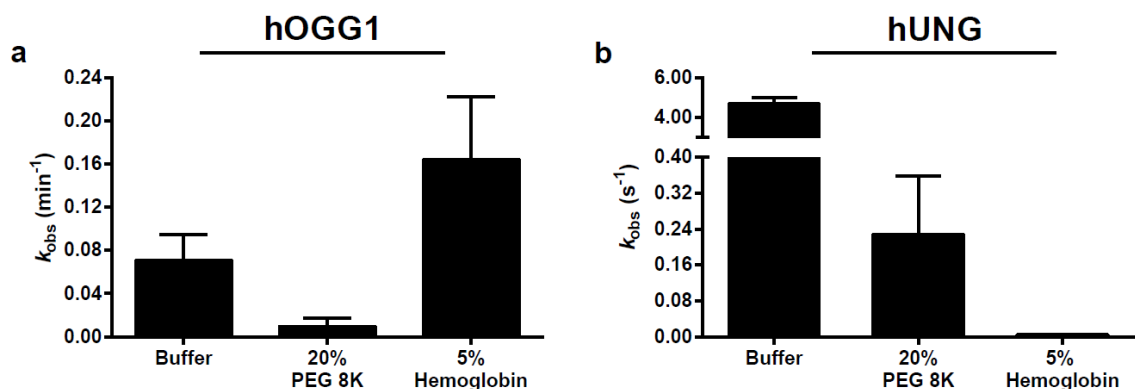 hOGG1
a
0.24
0.20
0.16
0.12
0.08
0.04
0.00
kobs (min⁻¹)
Buffer
20%
PEG 8K
5%
Hemoglobin
hUNG
b
6.00
4.00
0.40
0.32
0.24
0.16
0.08
0.00
kobs (s⁻¹)
Buffer
20%
PEG 8K
5%
Hemoglobin